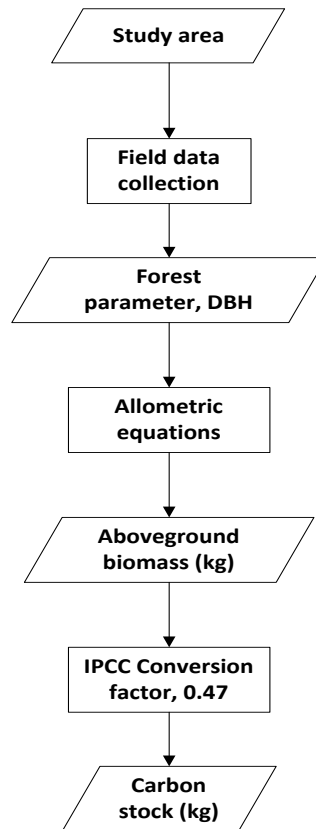 Study area
Field data
collection
Forest
parameter, DBH
Allometric
equations
Aboveground
biomass (kg)
IPCC Conversion
factor, 0.47
Carbon
stock (kg)